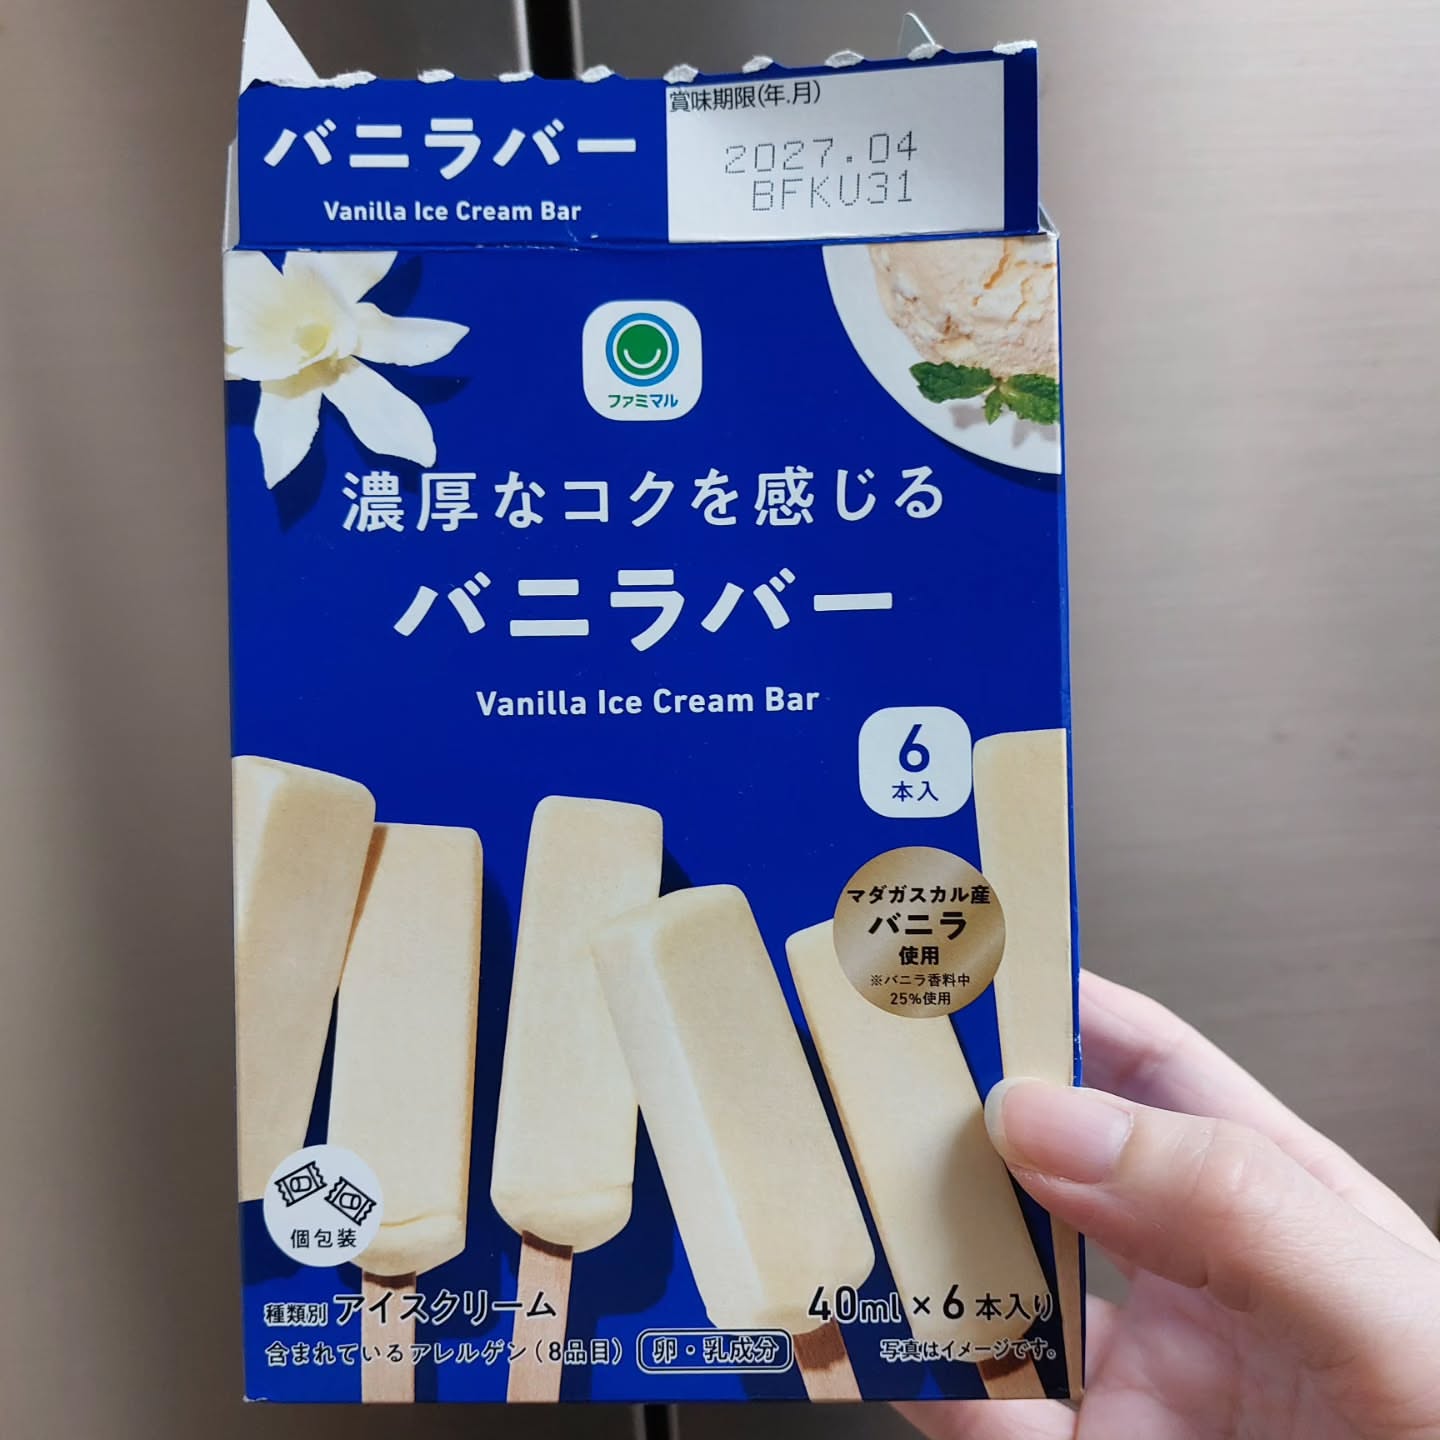 バニラバー
Vanilla Ice Cream Bar
賞味期限(年.月)
2027.04
BFKU31
ファミマル
濃厚なコクを感じる
バニラバー
Vanilla Ice Cream Bar
6
本入
マダガスカル産
バニラ
使用
※バニラ香料中
25%使用
個包装
種類別 アイスクリーム
40ml × 6 本入り
含まれているアレルゲン(8品目) 卵・乳成分
写真はイメージです。